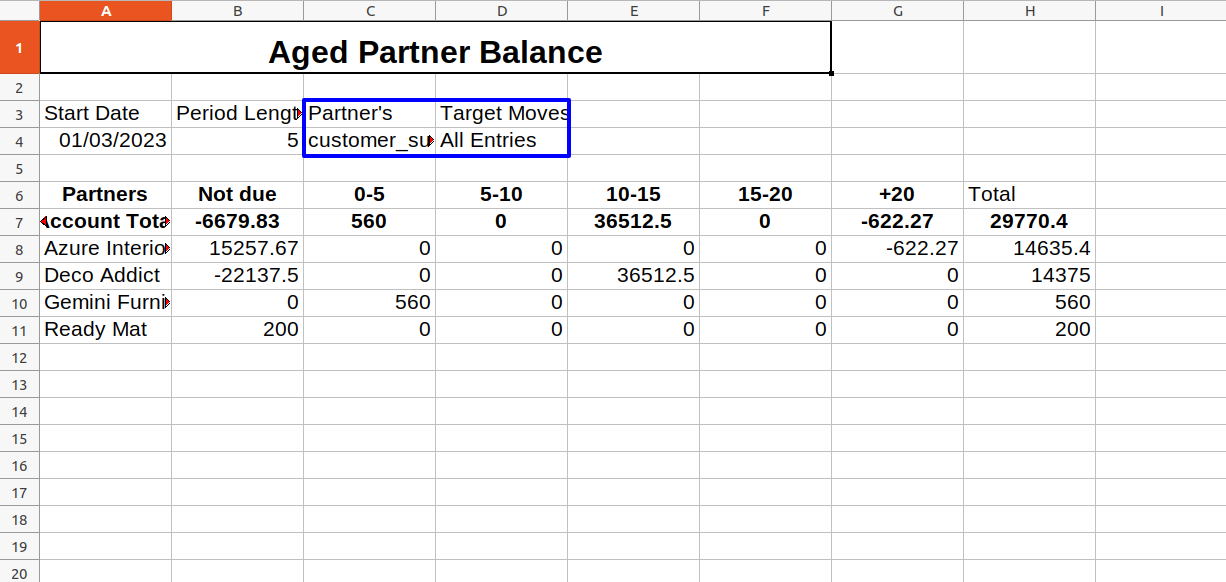 A B C D E F G H I
1 Aged Partner Balance
2
3 Start Date Period Lengt Partner's Target Moves
4 01/03/2023 5 customer_su All Entries
5
6 Partners Not due 0-5 5-10 10-15 15-20 +20 Total
7 ccount Tota -6679.83 560 0 36512.5 0 -622.27 29770.4
8 Azure Interio 15257.67 0 0 0 0 -622.27 14635.4
9 Deco Addict -22137.5 0 0 36512.5 0 0 14375
10 Gemini Furni 0 560 0 0 0 0 560
11 Ready Mat 200 0 0 0 0 0 200
12
13
14
15
16
17
18
19
20